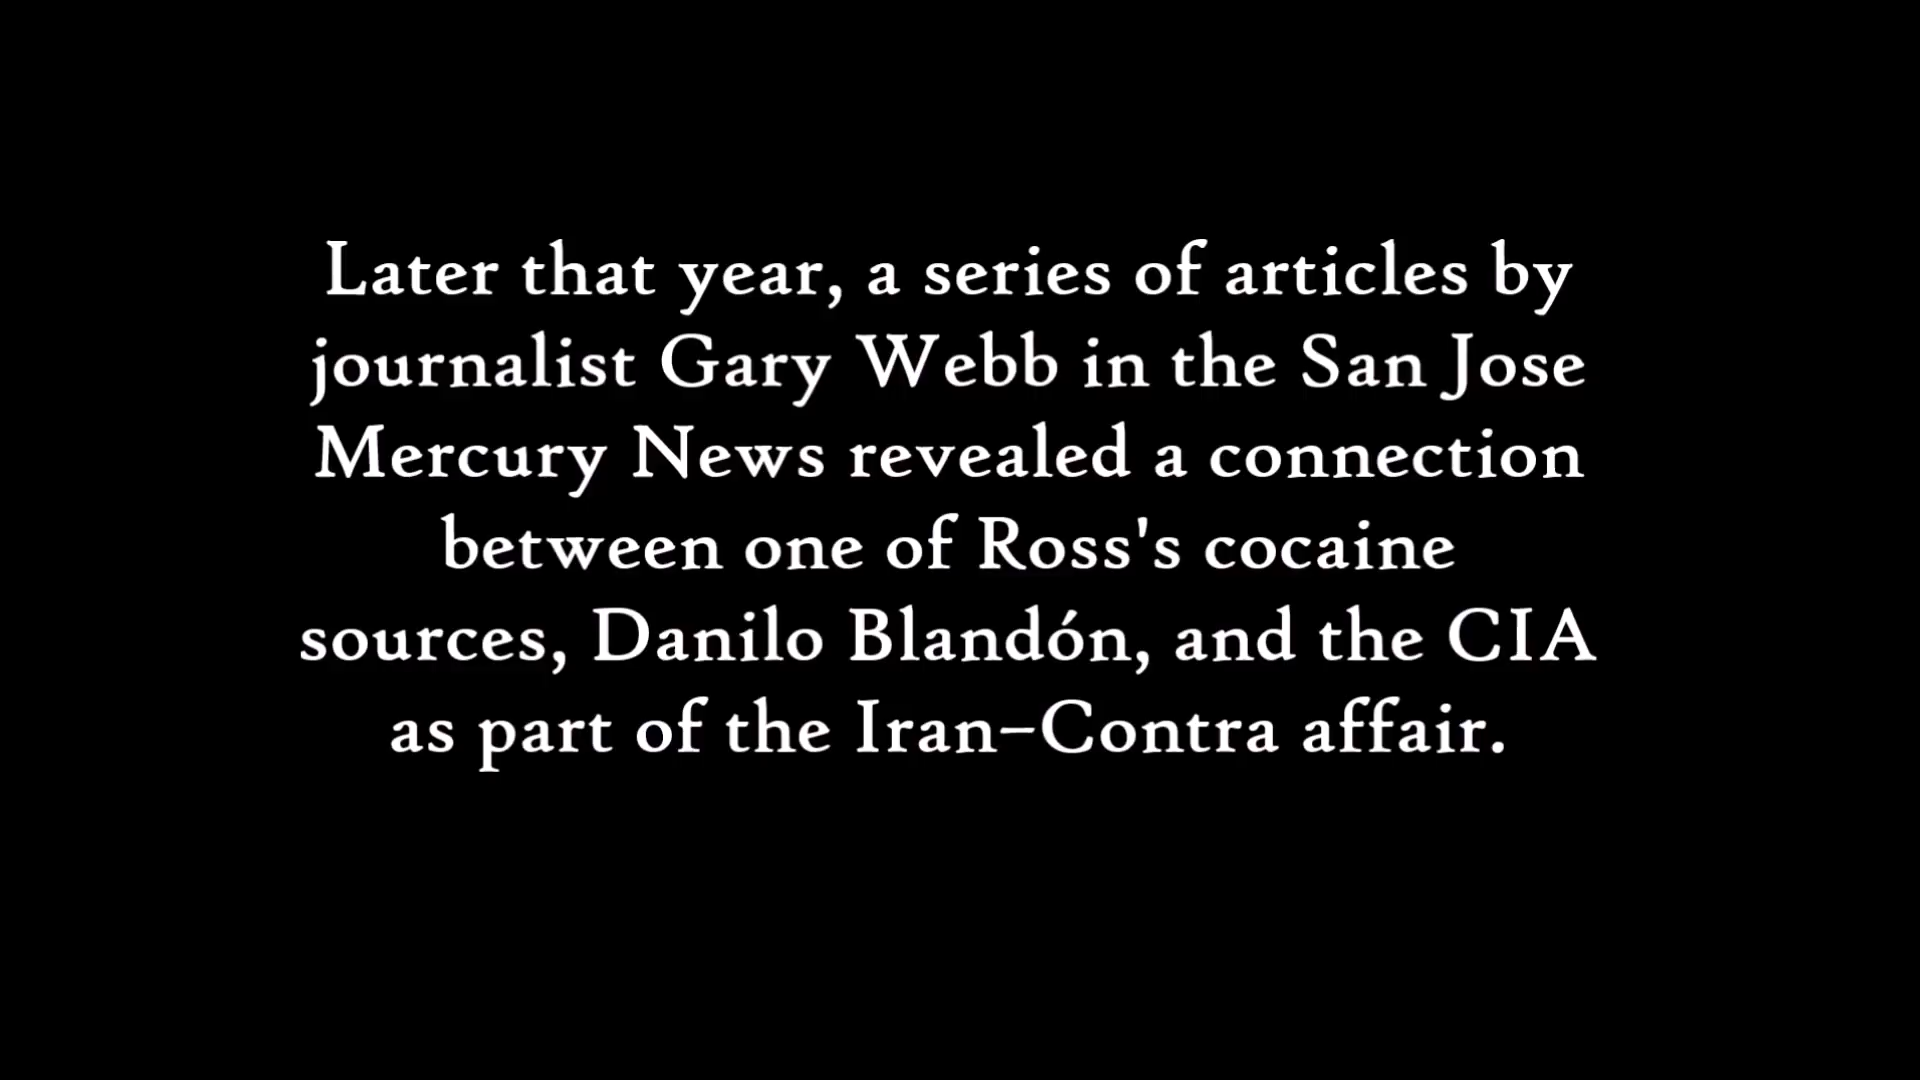 Later that year, a series of articles by
journalist Gary Webb in the San Jose
Mercury News revealed a connection
between one of Ross's cocaine
sources, Danilo Blandón, and the CIA
as part of the Iran–Contra affair.